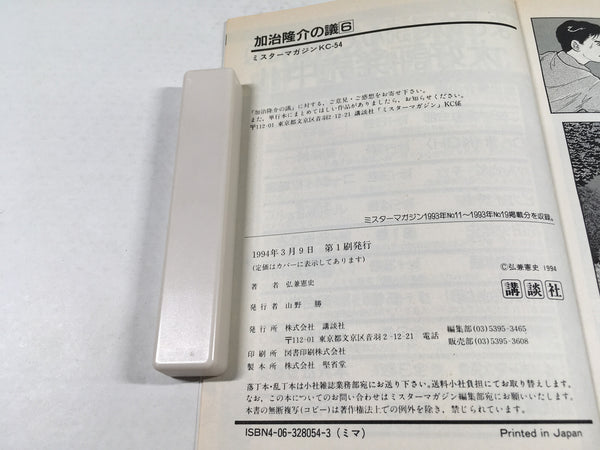 加治隆介の議6
ミスターマガジンKC-54
「加治隆介の議」に対する、ご意見・ご感想をお寄せ下さい。
また、単行本にまとめてほしい作品がありましたら、お知らせください。
〒112-01 東京都文京区音羽2-12-21 講談社「ミスターマガジン」KC係
ミスターマガジン1993年No11〜1993年No19掲載分を収録。
1994年3月9日 第1刷発行
(定価はカバーに表示してあります)
©弘兼憲史 1994
著者 弘兼憲史
講談社
発行者 山野 勝
発行所 株式会社 講談社
〒112-01 東京都文京区音羽2-12-21 電話 編集部(03)5395-3465
販売部(03)5395-3608
印刷所 図書印刷株式会社
製本所 株式会社 堅省堂
落丁本・乱丁本は小社雑誌業務部宛にお送り下さい。送料小社負担にてお取り替えします。
なお、この本についてのお問い合わせはミスターマガジン編集部宛にお願いいたします。
本書の無断複写(コピー)は著作権法上での例外を除き、禁じられています。
ISBN4-06-328054-3 (ミマ)
Printed in Japan